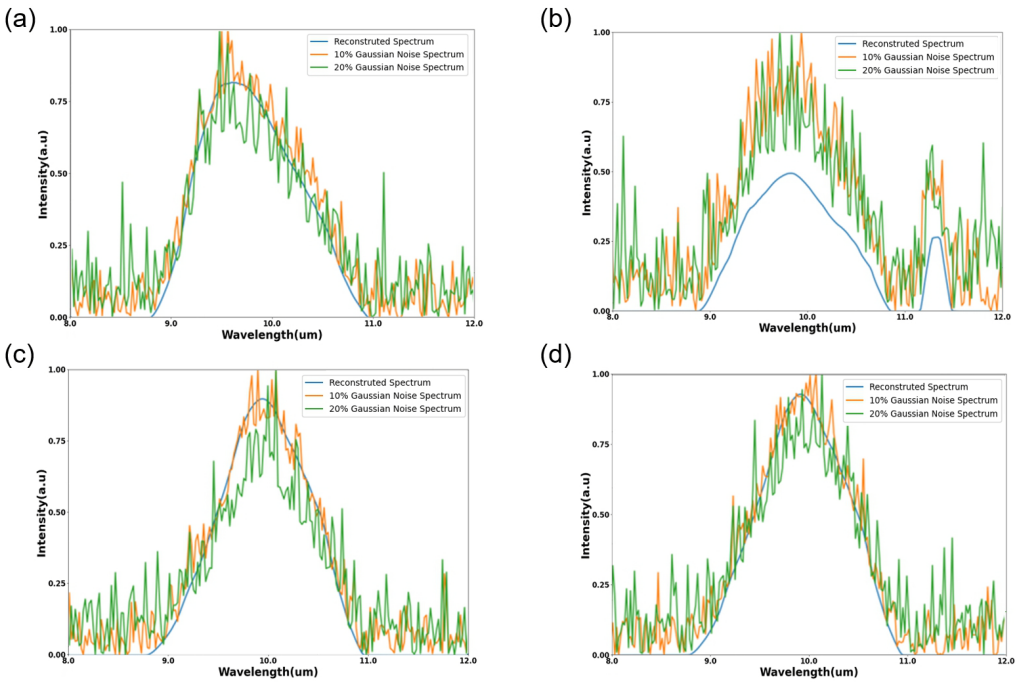 (a)
1.00
0.75
0.50
0.25
0.00
Intensity(a.u)
8.0 9.0 10.0 11.0 12.0
Wavelength(um)
Reconstruted Spectrum
10% Gaussian Noise Spectrum
20% Gaussian Noise Spectrum
(b)
1.00
0.75
0.50
0.25
0.00
Intensity(a.u)
8.0 9.0 10.0 11.0 12.0
Wavelength(um)
Reconstruted Spectrum
10% Gaussian Noise Spectrum
20% Gaussian Noise Spectrum
(c)
1.00
0.75
0.50
0.25
0.00
Intensity(a.u)
8.0 9.0 10.0 11.0 12.0
Wavelength(um)
Reconstruted Spectrum
10% Gaussian Noise Spectrum
20% Gaussian Noise Spectrum
(d)
1.00
0.75
0.50
0.25
0.00
Intensity(a.u)
8.0 9.0 10.0 11.0 12.0
Wavelength(um)
Reconstruted Spectrum
10% Gaussian Noise Spectrum
20% Gaussian Noise Spectrum